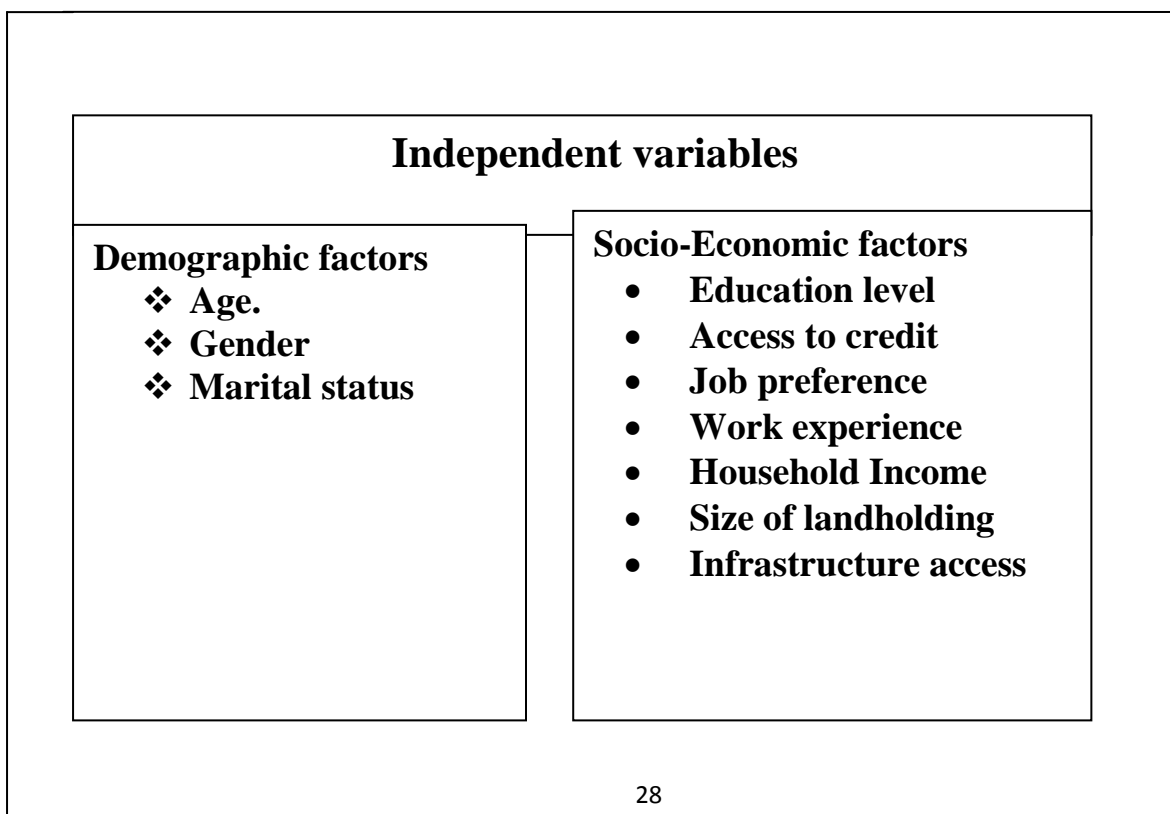 Independent variables
Demographic factors
❖ Age.
❖ Gender
❖ Marital status
Socio-Economic factors
• Education level
• Access to credit
• Job preference
• Work experience
• Household Income
• Size of landholding
• Infrastructure access
28